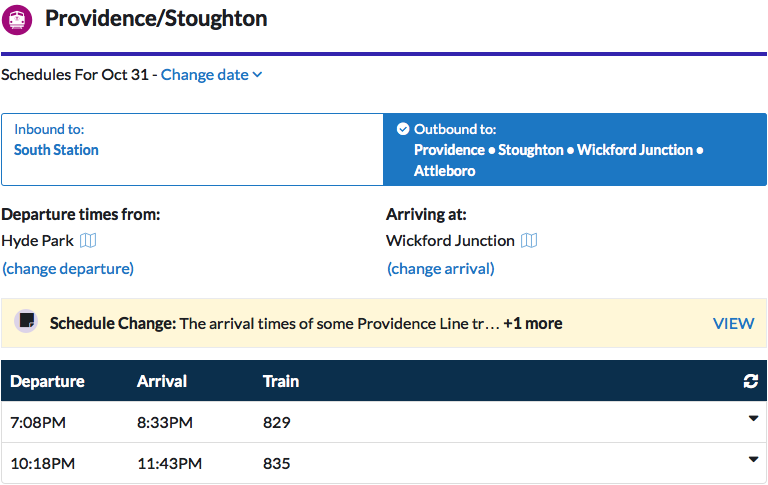 Providence/Stoughton
Schedules For Oct 31 - Change date
Inbound to:
South Station
Outbound to:
Providence • Stoughton • Wickford Junction •
Attleboro
Departure times from:
Hyde Park
(change departure)
Arriving at:
Wickford Junction
(change arrival)
Schedule Change: The arrival times of some Providence Line tr… +1 more VIEW
Departure Arrival Train
7:08PM 8:33PM 829
10:18PM 11:43PM 835